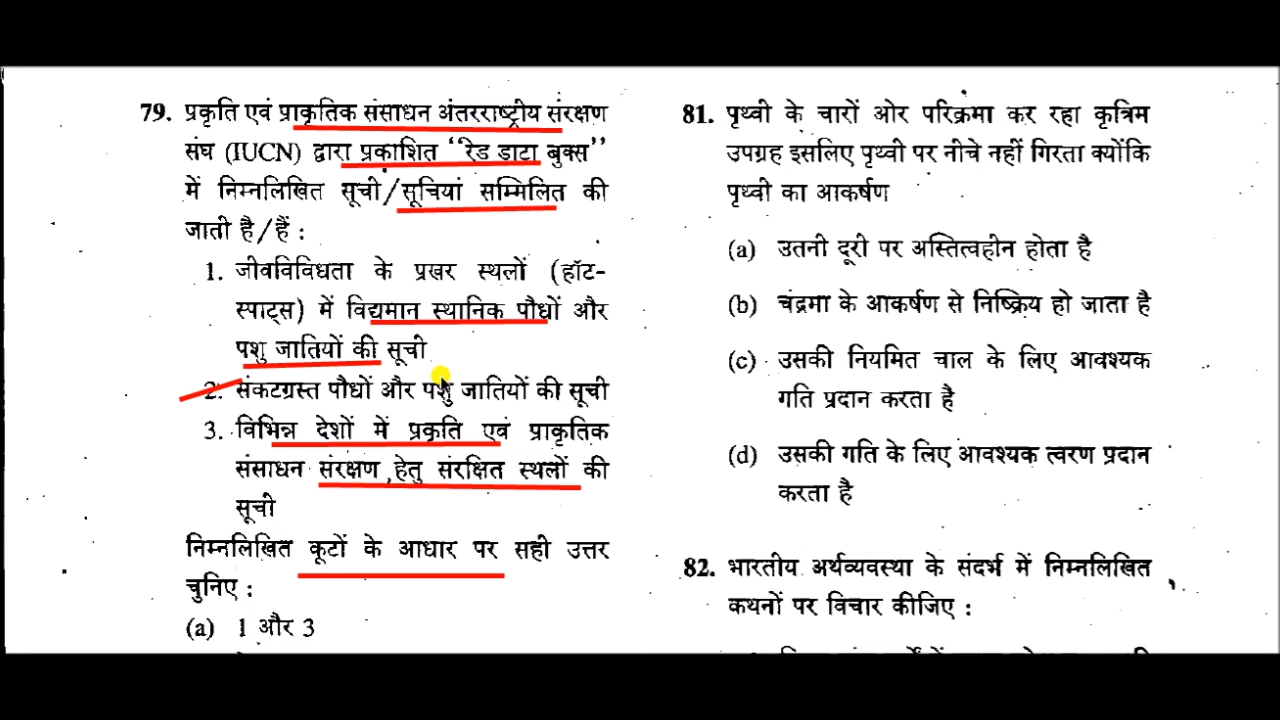 79. प्रकृति एवं प्राकृतिक संसाधन अंतरराष्ट्रीय संरक्षण
संघ (IUCN) द्वारा प्रकाशित “रेड डाटा बुक्स”
में निम्नलिखित सूची/सूचियां सम्मिलित की
जाती है/हैं :
1. जीवविविधता के प्रखर स्थलों (हॉट-
स्पाट्स) में विद्यमान स्थानिक पौधों और
पशु जातियों की सूची
2. संकटग्रस्त पौधों और पशु जातियों की सूची
3. विभिन्न देशों में प्रकृति एवं प्राकृतिक
संसाधन संरक्षण हेतु संरक्षित स्थलों की
सूची
निम्नलिखित कूटों के आधार पर सही उत्तर
चुनिए :
(a) 1 और 3
81. पृथ्वी के चारों ओर परिक्रमा कर रहा कृत्रिम
उपग्रह इसलिए पृथ्वी पर नीचे नहीं गिरता क्योंकि
पृथ्वी का आकर्षण
(a) उतनी दूरी पर अस्तित्वहीन होता है
(b) चंद्रमा के आकर्षण से निष्क्रिय हो जाता है
(c) उसकी नियमित चाल के लिए आवश्यक
गति प्रदान करता है
(d) उसकी गति के लिए आवश्यक त्वरण प्रदान
करता है
82. भारतीय अर्थव्यवस्था के संदर्भ में निम्नलिखित
कथनों पर विचार कीजिए :